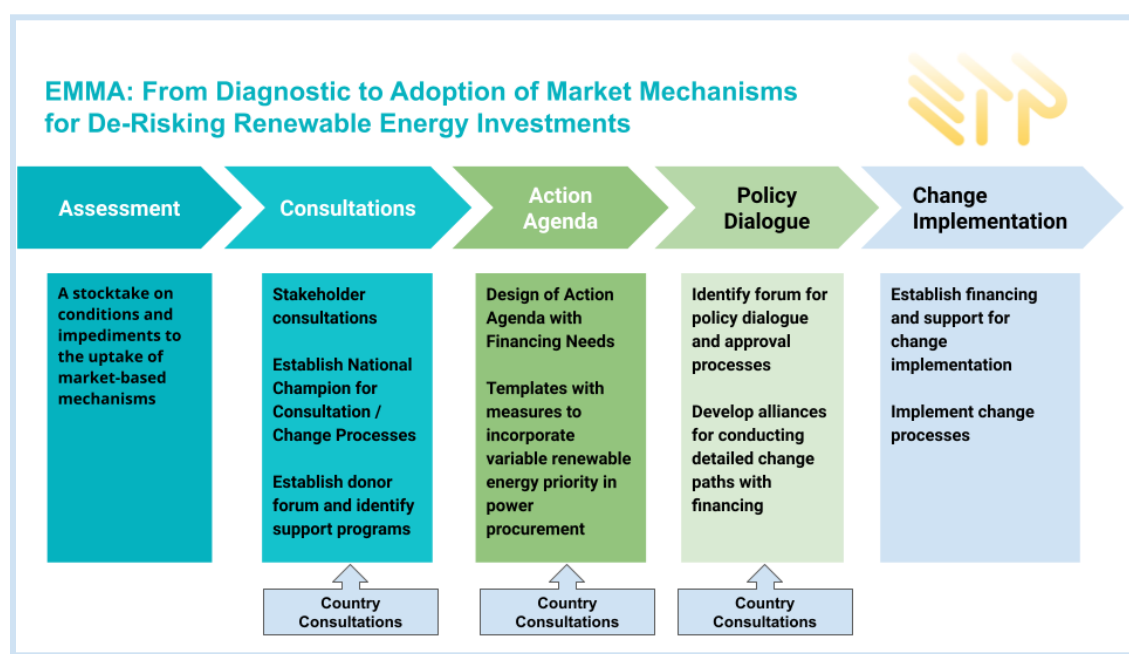 EMMA: From Diagnostic to Adoption of Market Mechanisms
for De-Risking Renewable Energy Investments
ETP
Assessment
Consultations
Action
Agenda
Policy
Dialogue
Change
Implementation
A stocktake on
conditions and
impediments to
the uptake of
market-based
mechanisms
Stakeholder
consultations
Establish National
Champion for
Consultation /
Change Processes
Establish donor
forum and identify
support programs
Design of Action
Agenda with
Financing Needs
Templates with
measures to
incorporate
variable renewable
energy priority in
power
procurement
Identify forum for
policy dialogue
and approval
processes
Develop alliances
for conducting
detailed change
paths with
financing
Establish financing
and support for
change
implementation
Implement change
processes
Country
Consultations
Country
Consultations
Country
Consultations